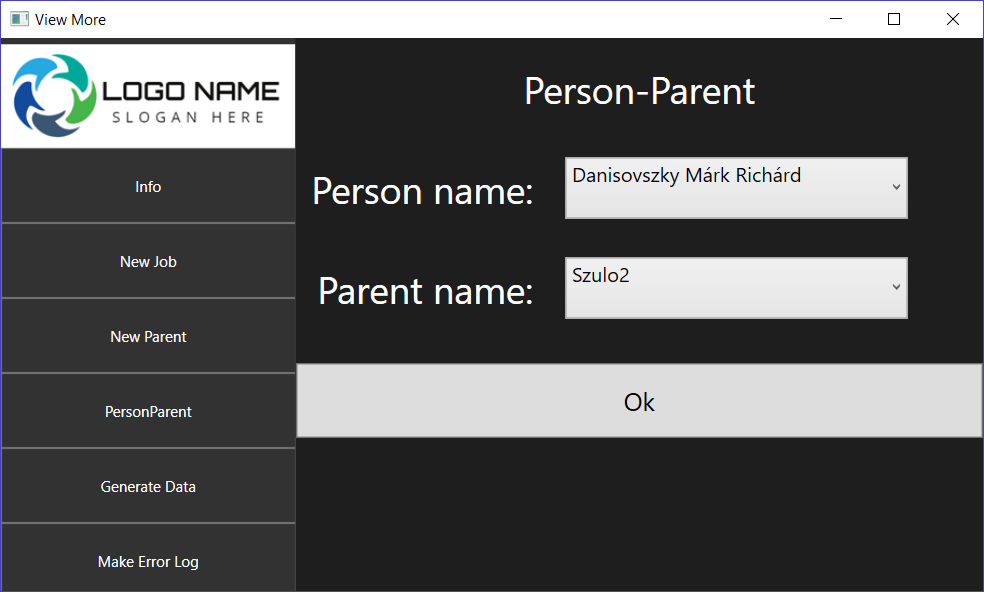 View More
LOGO NAME
SLOGAN HERE
Info
New Job
New Parent
PersonParent
Generate Data
Make Error Log
Person-Parent
Person name:
Danisovszky Márk Richárd
Parent name:
Szulo2
Ok